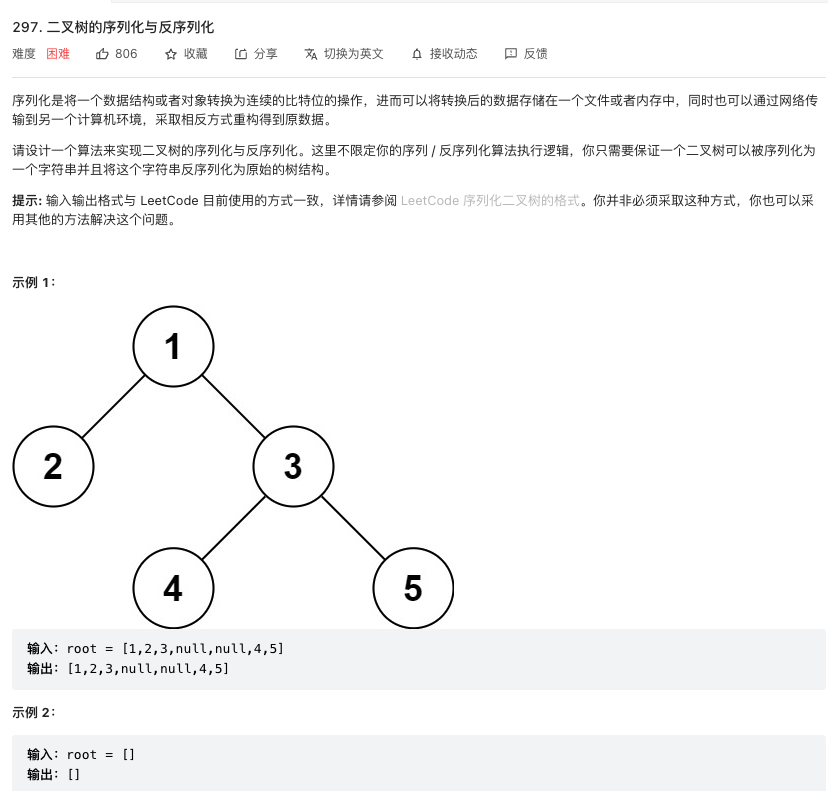 297. 二叉树的序列化与反序列化
难度 困难 806 收藏 分享 切换为英文 接收动态 反馈
序列化是将一个数据结构或者对象转换为连续的比特位的操作，进而可以将转换后的数据存储在一个文件或者内存中，同时也可以通过网络传
输到另一个计算机环境，采取相反方式重构得到原数据。
请设计一个算法来实现二叉树的序列化与反序列化。这里不限定你的序列 / 反序列化算法执行逻辑，你只需要保证一个二叉树可以被序列化为
一个字符串并且将这个字符串反序列化为原始的树结构。
提示: 输入输出格式与 LeetCode 目前使用的方式一致，详情请参阅 LeetCode 序列化二叉树的格式。你并非必须采取这种方式，你也可以采
用其他的方法解决这个问题。
示例 1：
1
2 3
4 5
输入：root = [1,2,3,null,null,4,5]
输出：[1,2,3,null,null,4,5]
示例 2：
输入：root = []
输出：[]